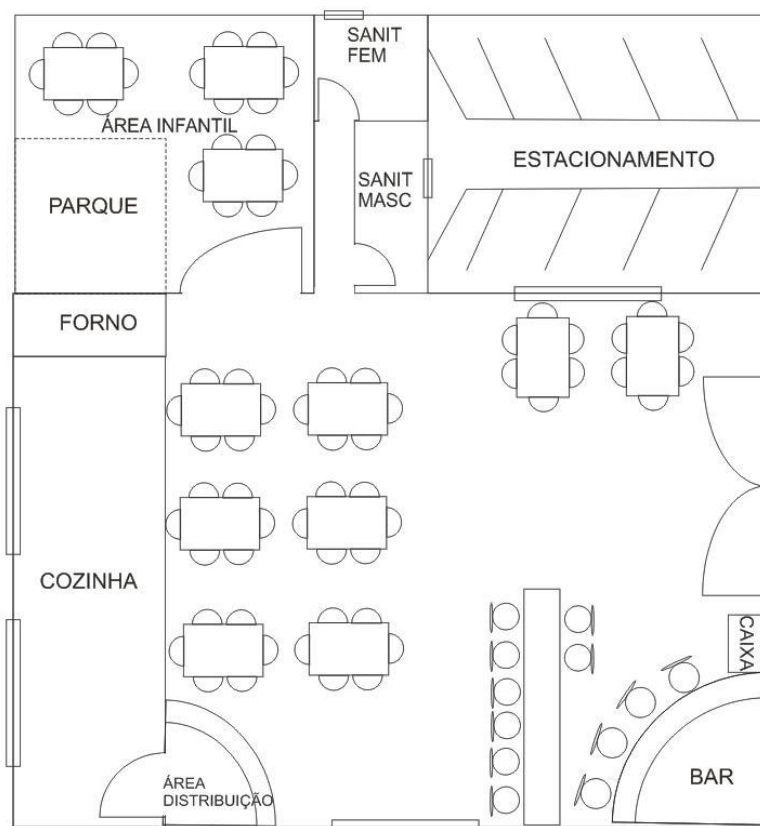 SANIT
FEM
ÁREA INFANTIL
ESTACIONAMENTO
SANIT
MASC
PARQUE
FORNO
COZINHA
CAIXA
BAR
ÁREA
DISTRIBUIÇÃO